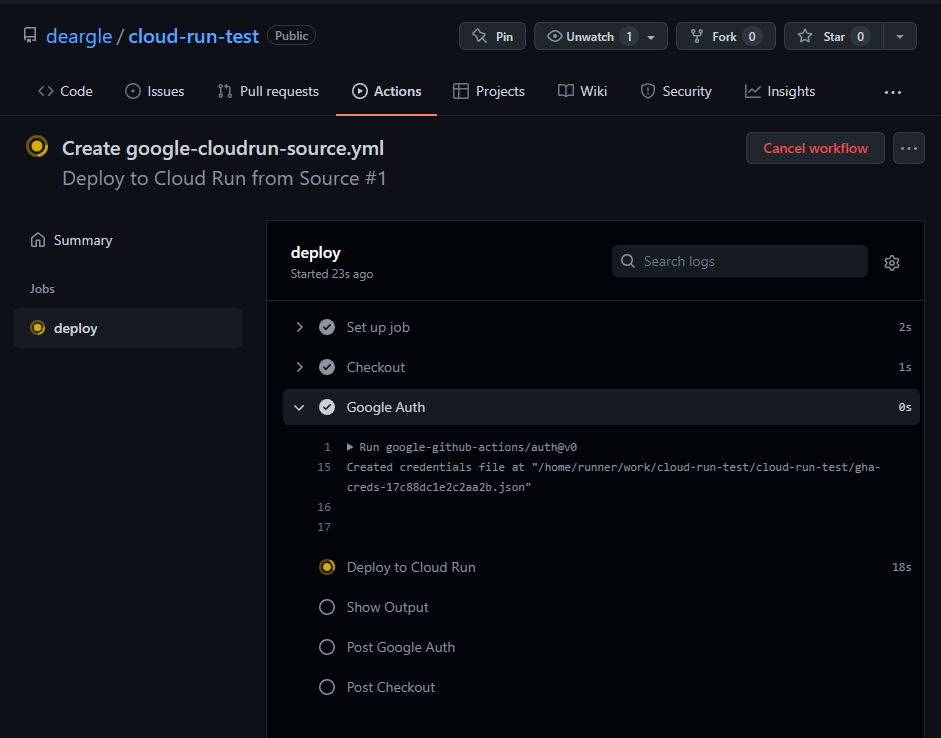 deargle / cloud-run-test Public Pin Unwatch 1 Fork 0 Star 0
Code Issues Pull requests Actions Projects Wiki Security Insights ...
Create google-cloudrun-source.yml Cancel workflow ...
Deploy to Cloud Run from Source #1
Summary
Jobs
deploy
deploy
Started 23s ago
Search logs
Set up job 2s
Checkout 1s
Google Auth 0s
1 Run google-github-actions/auth@v0
15 Created credentials file at "/home/runner/work/cloud-run-test/cloud-run-test/gha-
creds-17c88dc1e2c2aa2b.json"
16
17
Deploy to Cloud Run 18s
Show Output
Post Google Auth
Post Checkout